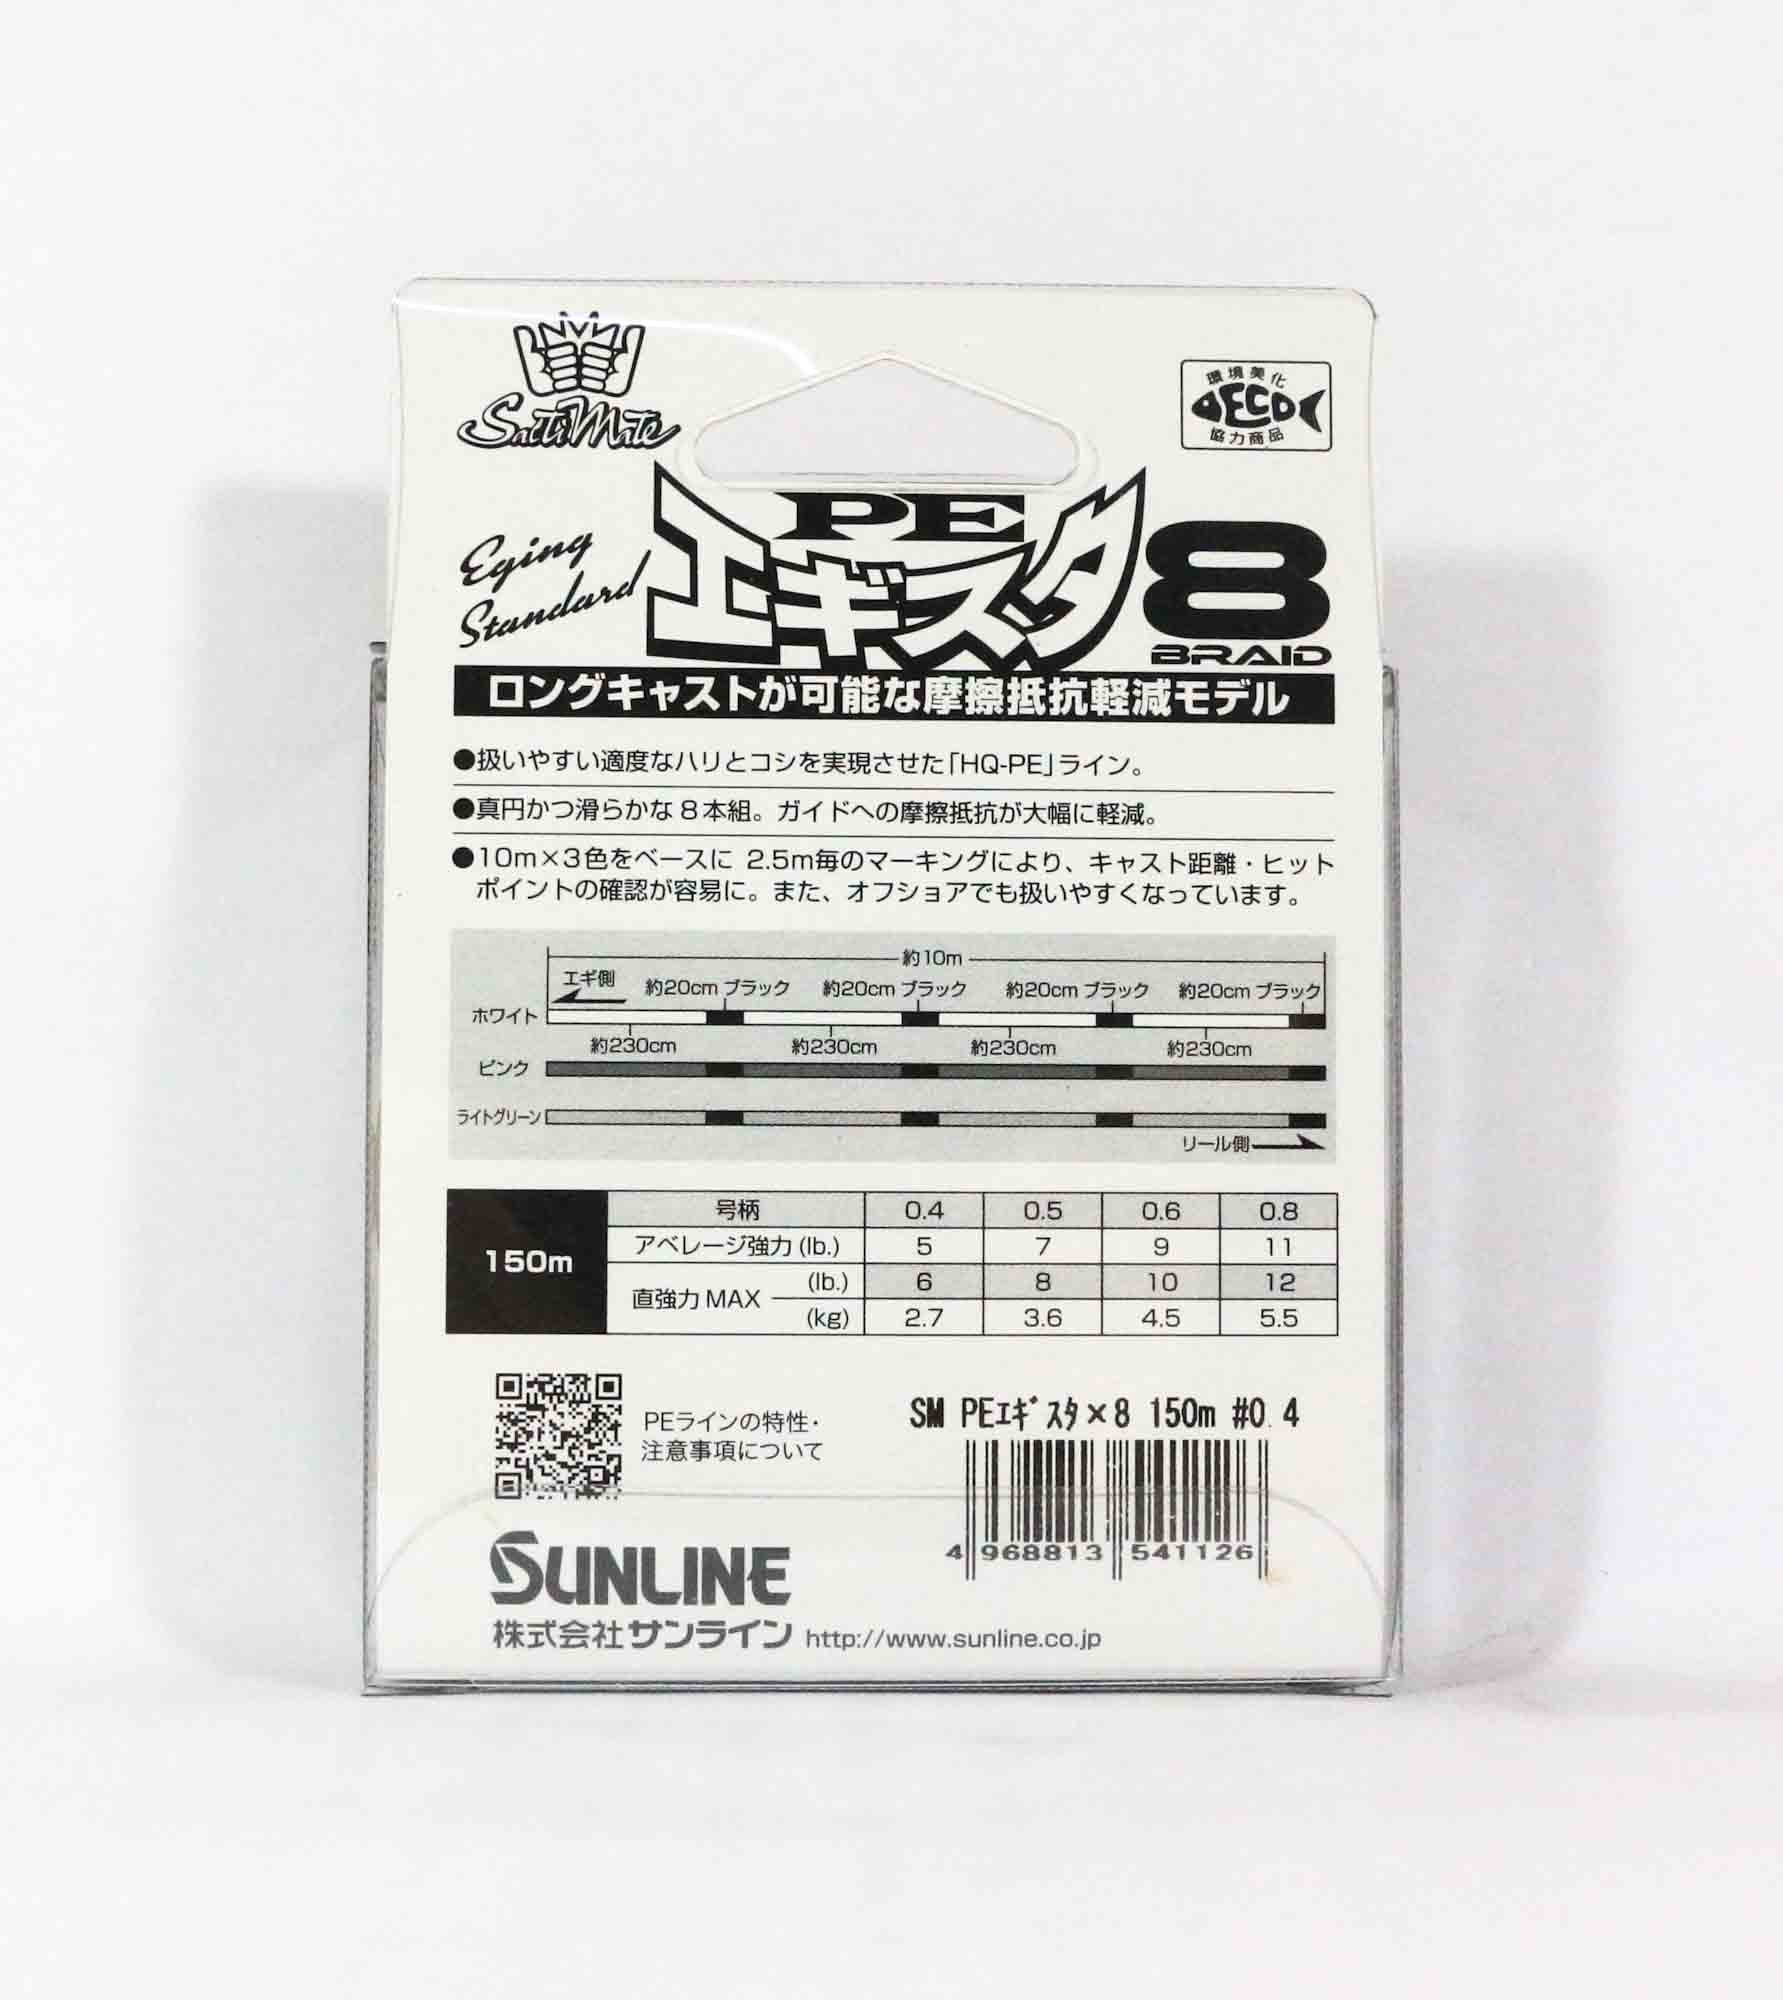 SaltiMate
環境美化
DECO
協力商品
Eging
Standard
PE
エギスタ
8
BRAID
ロングキャストが可能な摩擦抵抗軽減モデル
●扱いやすい適度なハリとコシを実現させた「HQ-PE」ライン。
●真円かつ滑らかな8本組。ガイドへの摩擦抵抗が大幅に軽減。
●10m×3色をベースに 2.5m毎のマーキングにより、キャスト距離・ヒット
ポイントの確認が容易に。また、オフショアでも扱いやすくなっています。
約10m
エギ側 約20cm ブラック 約20cm ブラック 約20cm ブラック 約20cm ブラック
ホワイト
約230cm 約230cm 約230cm 約230cm
ピンク
ライトグリーン
リール側
150m
号柄 0.4 0.5 0.6 0.8
アベレージ強力 (lb.) 5 7 9 11
直強力 MAX (lb.) 6 8 10 12
(kg) 2.7 3.6 4.5 5.5
PEラインの特性・
注意事項について
SM PEｴｷﾞｽﾀ×8 150m #0.4
4 968813 541126
SUNLINE
株式会社サンライン http://www.sunline.co.jp